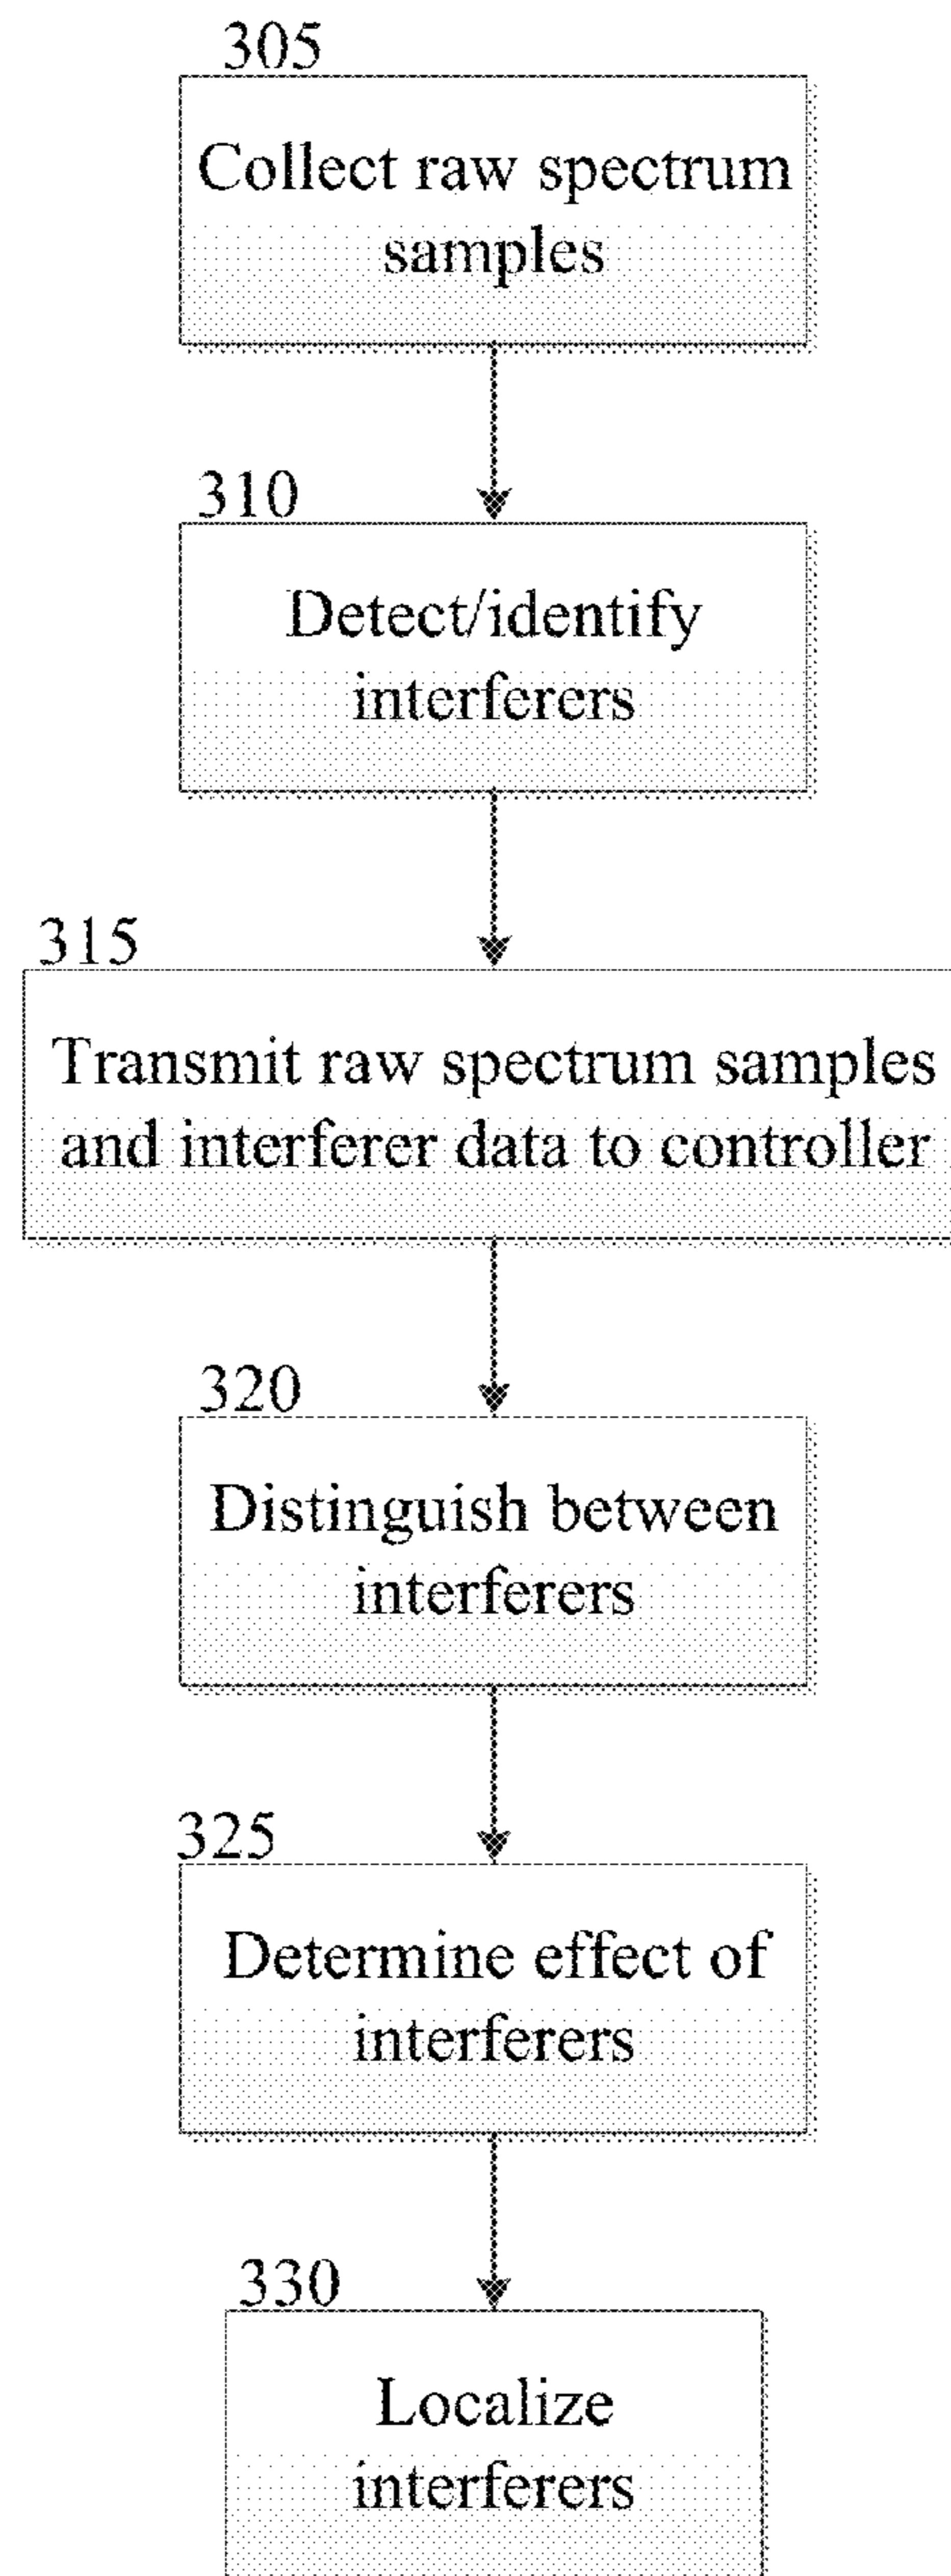 305
Collect raw spectrum
samples
310
Detect/identify
interferers
315
Transmit raw spectrum samples
and interferer data to controller
320
Distinguish between
interferers
325
Determine effect of
interferers
330
Localize
interferers